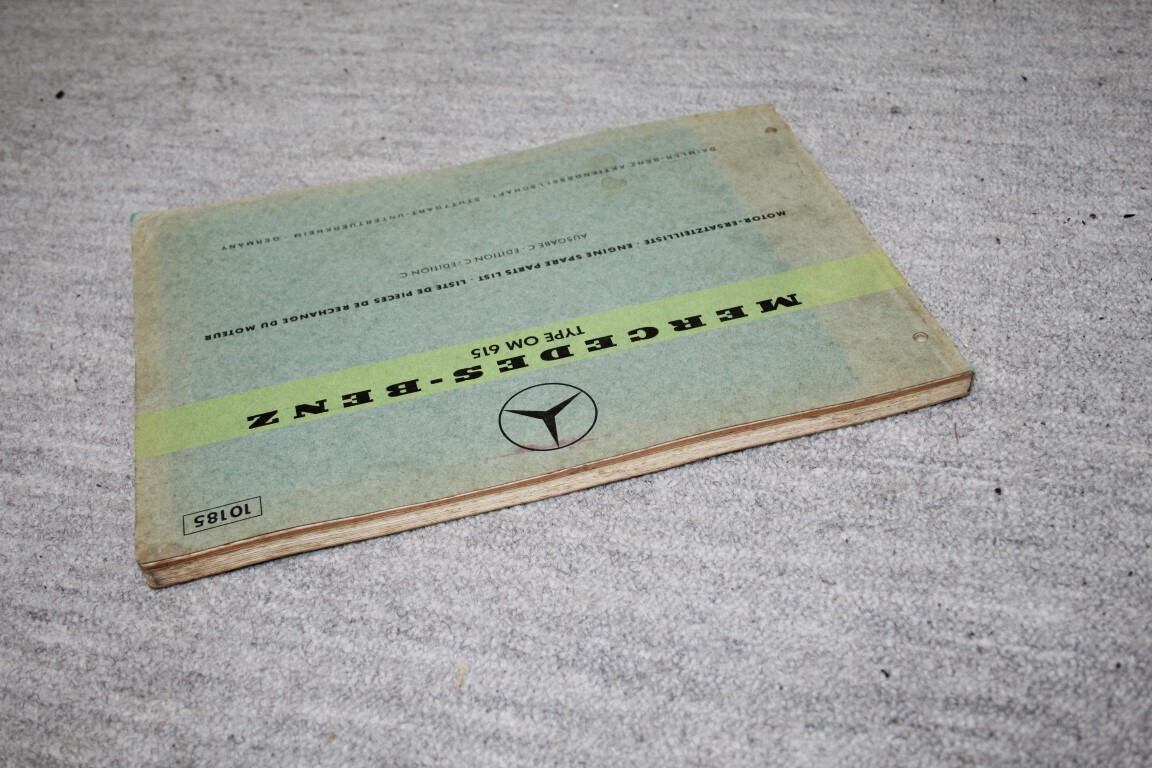 10185
MERCEDES-BENZ
TYPE OM 615
MOTOR-ERSATZTEILLISTE · ENGINE SPARE PARTS LIST · LISTE DE PIECES DE RECHANGE DU MOTEUR
AUSGABE C · EDITION C · EDITION C
DAIMLER-BENZ AKTIENGESELLSCHAFT · STUTTGART-UNTERTUERKHEIM · GERMANY